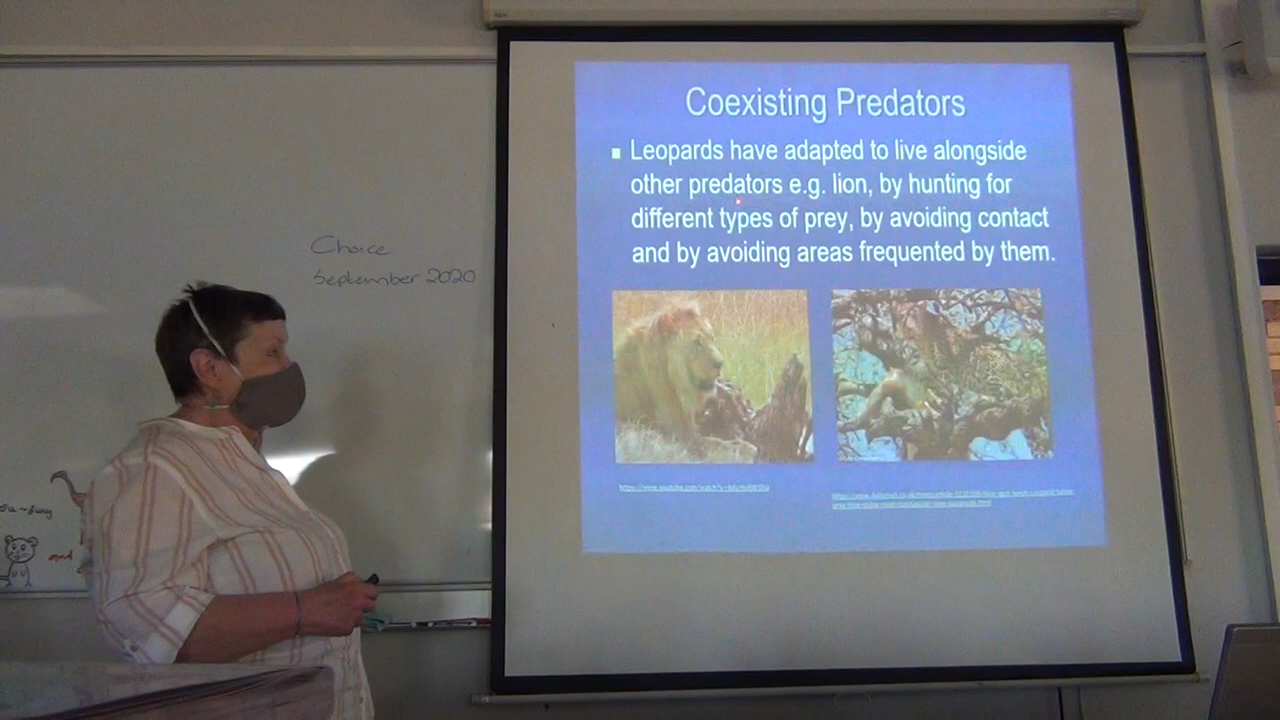 Choice
September 2020
and
Coexisting Predators
Leopards have adapted to live alongside
other predators e.g. lion, by hunting for
different types of prey, by avoiding contact
and by avoiding areas frequented by them.